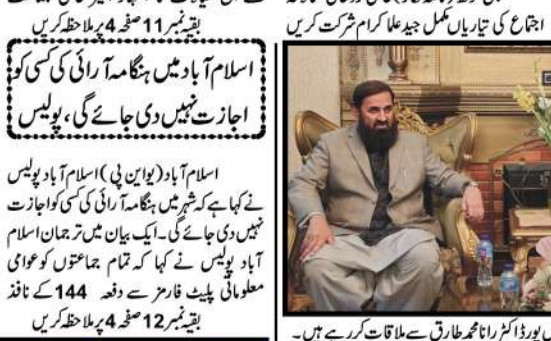 بقیہ نمبر 11 صفحہ 4 پر ملاحظہ کریں
اسلام آباد میں ہنگامہ آرائی کی کسی کو
اجازت نہیں دی جائے گی، پولیس
اسلام آباد (یو این پی) اسلام آباد پولیس
نے کہا ہے کہ شہر میں ہنگامہ آرائی کی کسی کو اجازت
نہیں دی جائے گی۔ ایک بیان میں ترجمان اسلام
آباد پولیس نے کہا کہ تمام جماعتوں کو عوامی
معلوماتی پلیٹ فارمز سے دفعہ 144 کے نافذ
بقیہ نمبر 12 صفحہ 4 پر ملاحظہ کریں
اجتماع کی تیاریاں مکمل جید علما کرام شرکت کریں
پورڈاکٹر رانا محمد طارق سے ملاقات کررہے ہیں۔